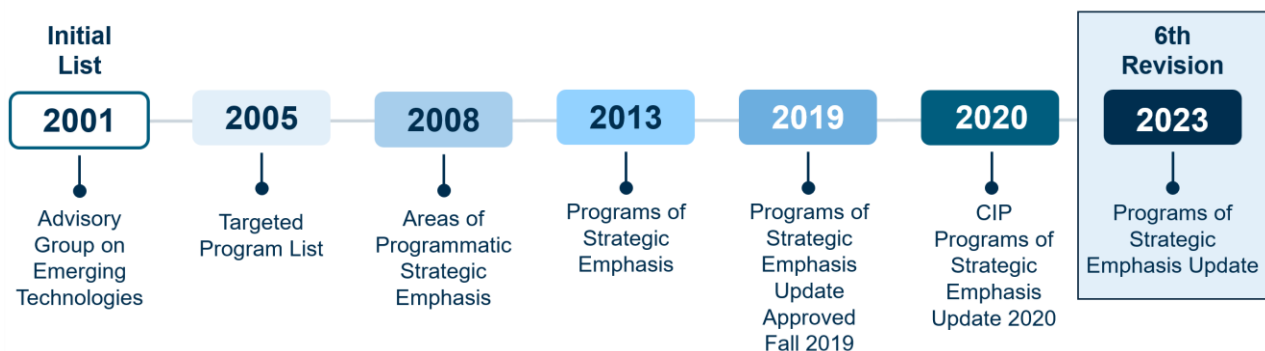 Initial
List
2001
Advisory
Group on
Emerging
Technologies
2005
Targeted
Program List
2008
Areas of
Programmatic
Strategic
Emphasis
2013
Programs of
Strategic
Emphasis
2019
Programs of
Strategic
Emphasis
Update
Approved
Fall 2019
2020
CIP
Programs of
Strategic
Emphasis
Update 2020
6th
Revision
2023
Programs of
Strategic
Emphasis Update